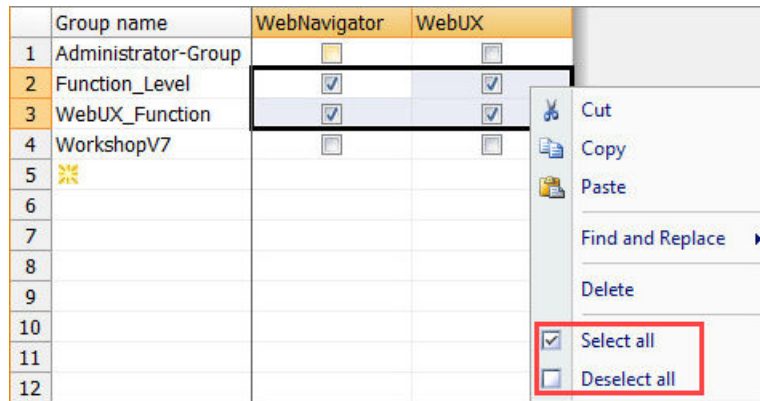 Group name WebNavigator WebUX
1 Administrator-Group
2 Function_Level
3 WebUX_Function
4 WorkshopV7
5
6
7
8
9
10
11
12
Cut
Copy
Paste
Find and Replace
Delete
Select all
Deselect all